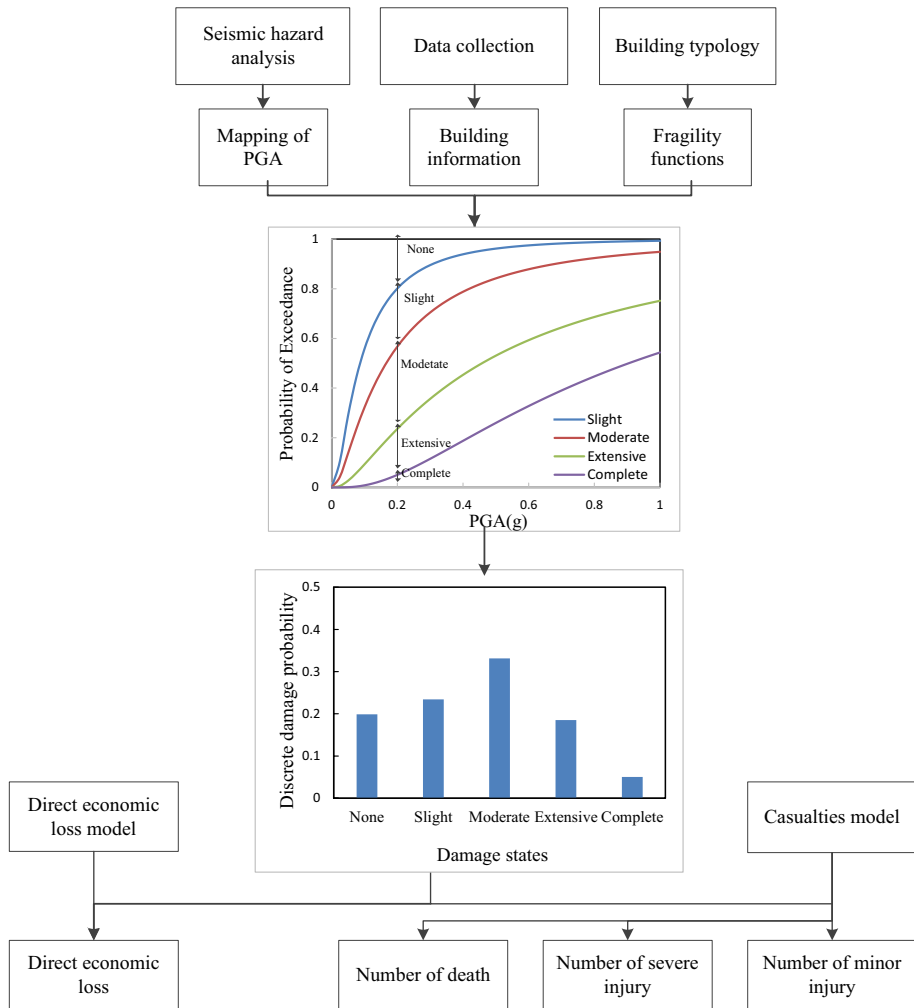 Seismic hazard
analysis
Data collection
Building typology
Mapping of
PGA
Building
information
Fragility
functions
Probability of Exceedance
1
0.8
0.6
0.4
0.2
0
None
Slight
Modetate
Extensive
Complete
Slight
Moderate
Extensive
Complete
0
0.2
0.4
0.6
0.8
1
PGA(g)
Discrete damage probability
0.5
0.4
0.3
0.2
0.1
0
None
Slight
Moderate
Extensive
Complete
Damage states
Direct economic
loss model
Casualties model
Direct economic
loss
Number of death
Number of severe
injury
Number of minor
injury